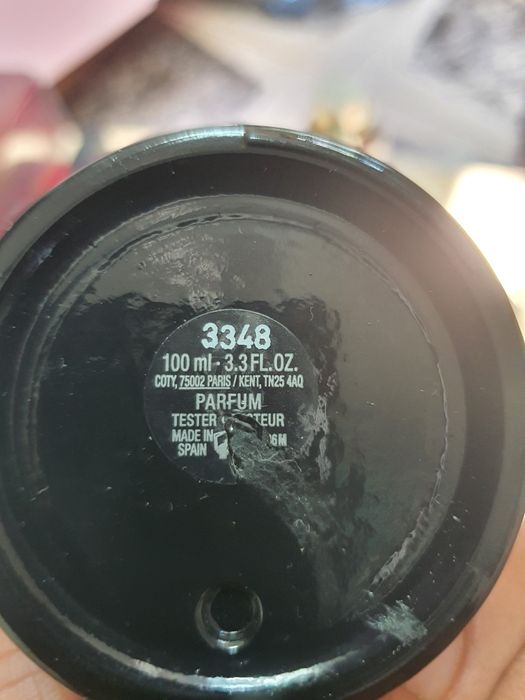 3348
100 ml - 3.3 FL.OZ.
COTY, 75002 PARIS / KENT, TN25 4AQ
PARFUM
TESTER
MADE IN
SPAIN